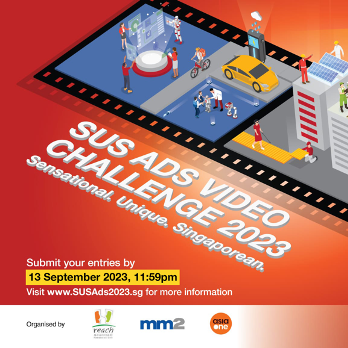 SUS ADS VIDEO
CHALLENGE 2023
Sensational. Unique. Singaporean.
Submit your entries by
13 September 2023, 11:59pm
Visit www.SUSAds2023.sg for more information
Organised by
reach
mm2
asia
one